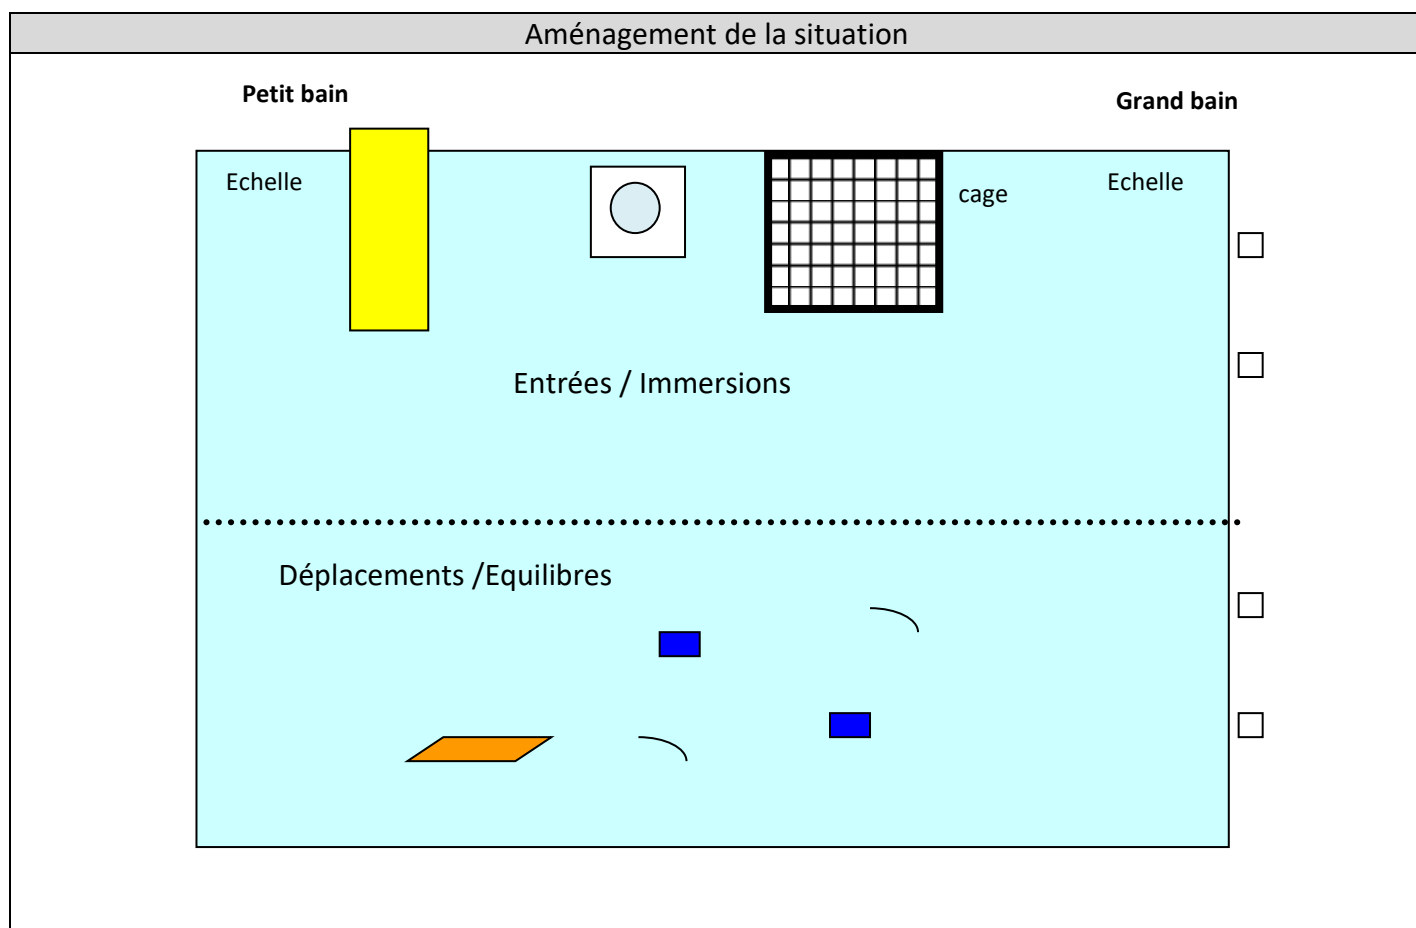 Aménagement de la situation
Petit bain
Grand bain
Echelle
cage
Echelle
Entrées / Immersions
Déplacements /Equilibres